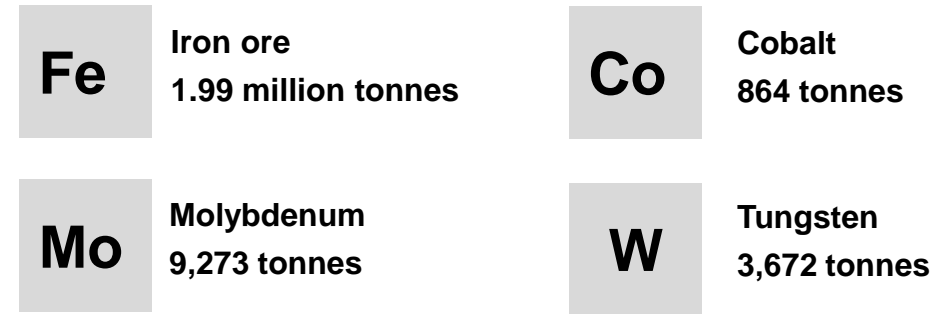 Fe
Iron ore
1.99 million tonnes
Co
Cobalt
864 tonnes
Mo
Molybdenum
9,273 tonnes
W
Tungsten
3,672 tonnes